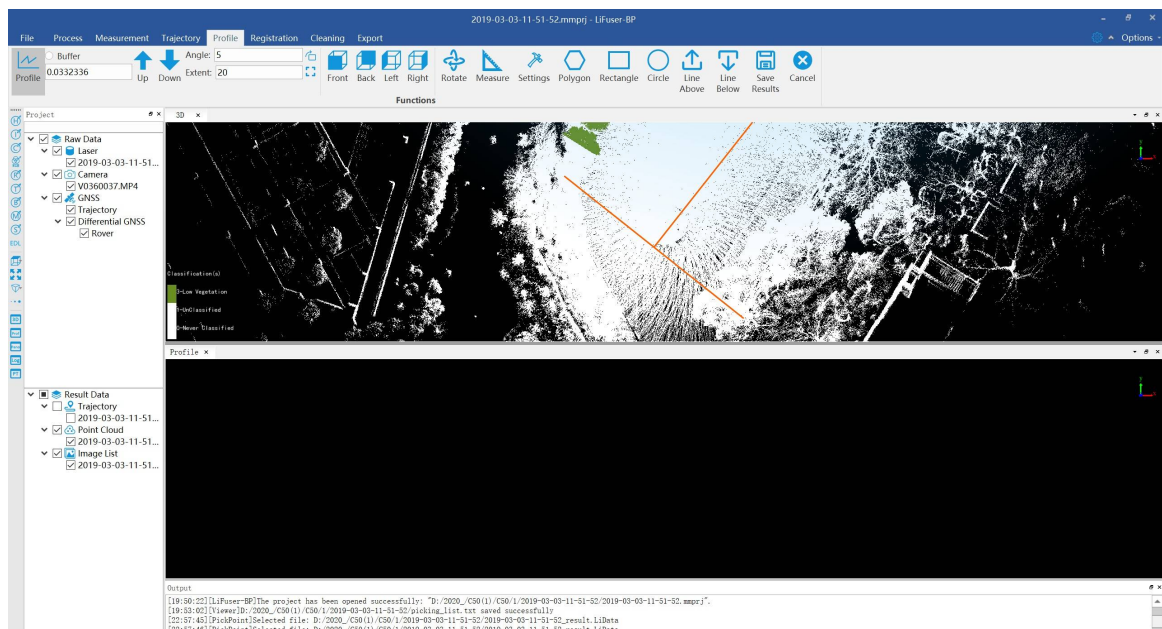 2019-03-03-11-51-52.mmprj - LiFuser-BP
File Process Measurement Trajectory Profile Registration Cleaning Export
Options
Buffer
Angle: 5
0.0332336
Extent: 20
Profile Up Down Front Back Left Right Rotate Measure Settings Polygon Rectangle Circle Line Above Line Below Save Results Cancel
Functions
Project
3D
Raw Data
Laser
2019-03-03-11-51...
Camera
V0360037.MP4
GNSS
Trajectory
Differential GNSS
Rover
EDL
Classification(s)
3-Low Vegetation
1-UnClassified
0-Never Classified
Profile
Result Data
Trajectory
2019-03-03-11-51...
Point Cloud
2019-03-03-11-51...
Image List
2019-03-03-11-51...
Output
[19:50:22][LiFuser-BP]The project has been opened successfully: "D:/2020_/C50(1)/C50/1/2019-03-03-11-51-52/2019-03-03-11-51-52.mmprj".
[19:53:02][Viewer]D:/2020_/C50(1)/C50/1/2019-03-03-11-51-52/picking_list.txt saved successfully
[22:57:45][PickPoint]Selected file: D:/2020_/C50(1)/C50/1/2019-03-03-11-51-52/2019-03-03-11-51-52_result.LiData